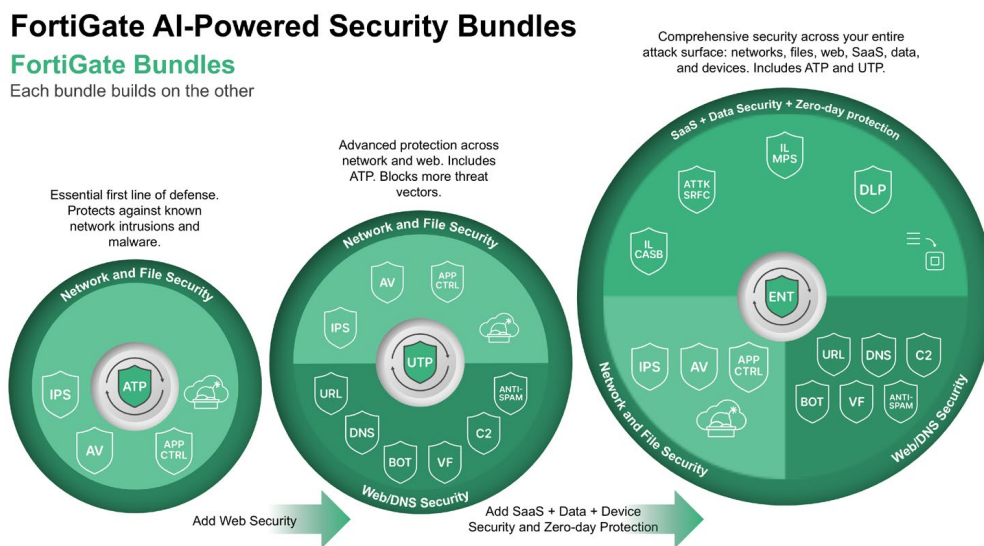 FortiGate AI-Powered Security Bundles
FortiGate Bundles
Each bundle builds on the other
Essential first line of defense.
Protects against known
network intrusions and
malware.
Network and File Security
IPS
ATP
AV
APP
CTRL
Add Web Security
Advanced protection across
network and web. Includes
ATP. Blocks more threat
vectors.
Network and File Security
AV
APP
CTRL
IPS
UTP
URL
ANTI-
SPAM
DNS
C2
BOT
VF
Web/DNS Security
Add SaaS + Data + Device
Security and Zero-day Protection
Comprehensive security across your entire
attack surface: networks, files, web, SaaS, data,
and devices. Includes ATP and UTP.
SaaS + Data Security + Zero-day protection
IL
MPS
ATTK
SRFC
DLP
IL
CASB
ENT
IPS
AV
APP
CTRL
Network and File Security
URL
DNS
C2
BOT
VF
ANTI-
SPAM
Web/DNS Security